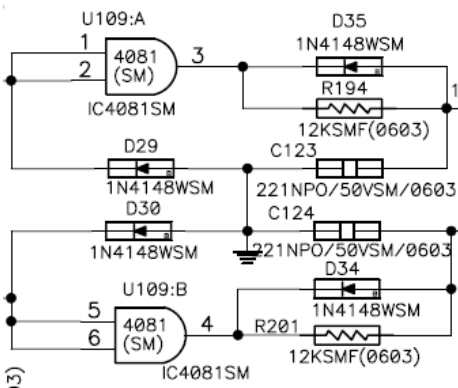 U109:A
D35
1
4081
3
1N4148WSM
2
(SM)
R194
1
IC4081SM
12KSMF(0603)
D29
C123
1N4148WSM
221NPO/50VSM/0603
D30
C124
1N4148WSM
221NPO/50VSM/0603
D34
U109:B
1N4148WSM
5
4081
4
R201
6
(SM)
12KSMF(0603)
IC4081SM
03)